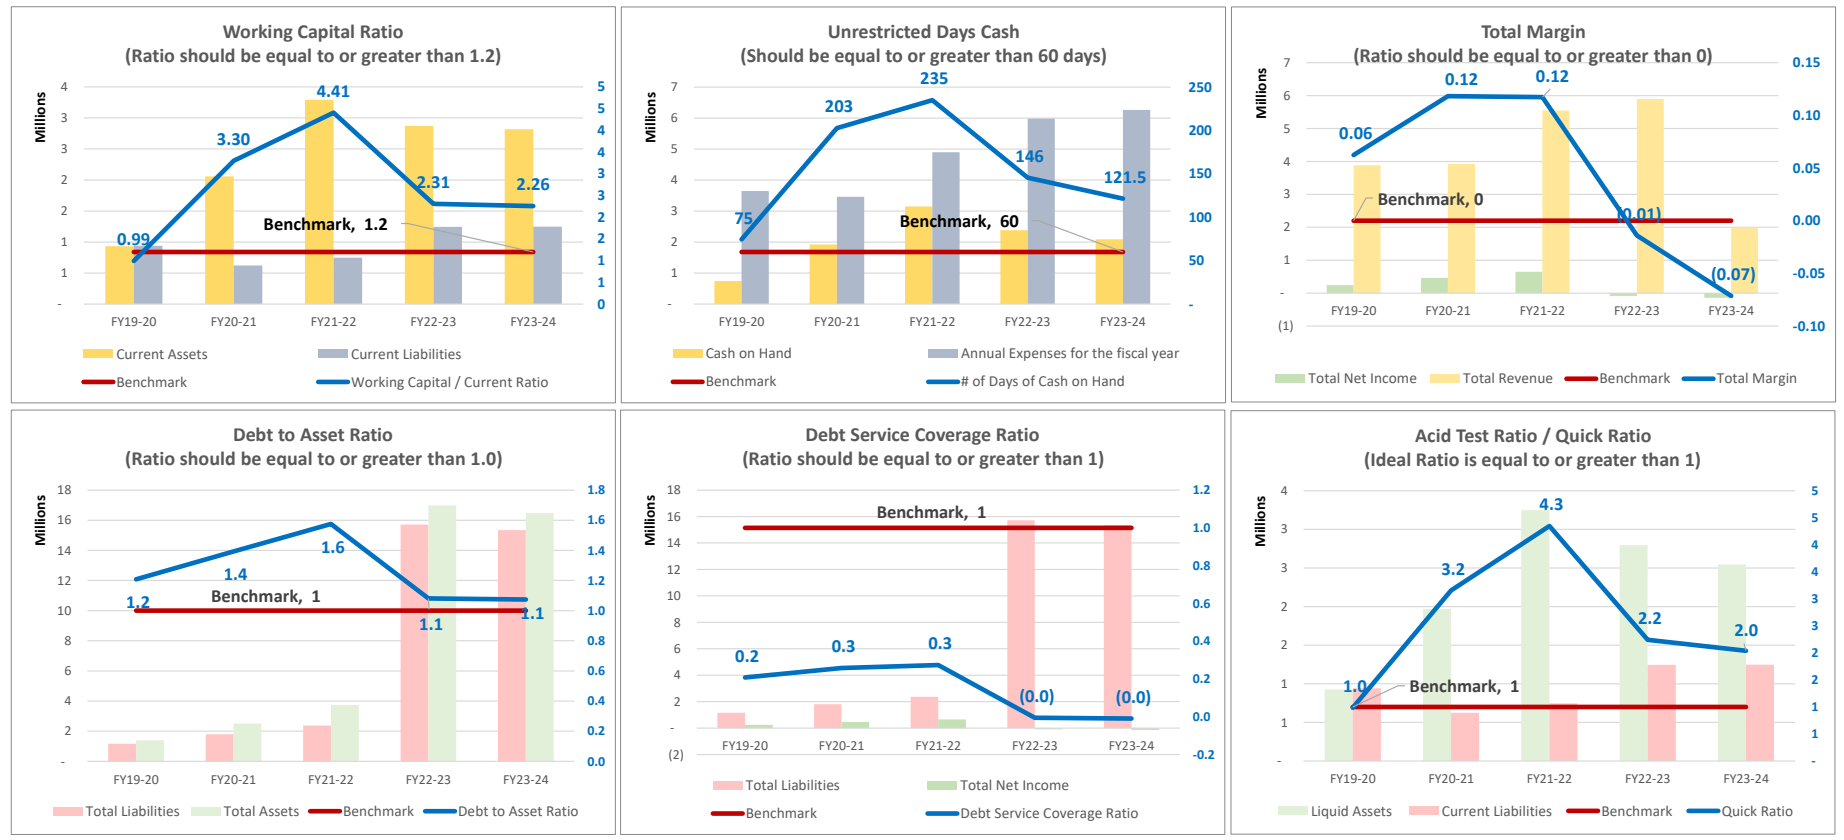 Working Capital Ratio
(Ratio should be equal to or greater than 1.2)
Millions
4
3
3
2
2
1
1
-
5
5
4
4
3
3
2
2
1
1
0
0.99
3.30
4.41
2.31
2.26
Benchmark, 1.2
FY19-20
FY20-21
FY21-22
FY22-23
FY23-24
Current Assets
Current Liabilities
Benchmark
Working Capital / Current Ratio
Unrestricted Days Cash
(Should be equal to or greater than 60 days)
Millions
7
6
5
4
3
2
1
-
250
200
150
100
50
-
75
203
235
146
121.5
Benchmark, 60
FY19-20
FY20-21
FY21-22
FY22-23
FY23-24
Cash on Hand
Annual Expenses for the fiscal year
Benchmark
# of Days of Cash on Hand
Total Margin
(Ratio should be equal to or greater than 0)
Millions
7
6
5
4
3
2
1
-
(1)
0.15
0.10
0.05
0.00
-0.05
-0.10
0.06
0.12
0.12
(0.01)
(0.07)
Benchmark, 0
FY19-20
FY20-21
FY21-22
FY22-23
FY23-24
Total Net Income
Total Revenue
Benchmark
Total Margin
Debt to Asset Ratio
(Ratio should be equal to or greater than 1.0)
Millions
18
16
14
12
10
8
6
4
2
-
1.8
1.6
1.4
1.2
1.0
0.8
0.6
0.4
0.2
0.0
1.2
1.4
1.6
1.1
1.1
Benchmark, 1
FY19-20
FY20-21
FY21-22
FY22-23
FY23-24
Total Liabilities
Total Assets
Benchmark
Debt to Asset Ratio
Debt Service Coverage Ratio
(Ratio should be equal to or greater than 1)
Millions
18
16
14
12
10
8
6
4
2
-
(2)
1.2
1.0
0.8
0.6
0.4
0.2
0.0
-0.2
0.2
0.3
0.3
(0.0)
(0.0)
Benchmark, 1
FY19-20
FY20-21
FY21-22
FY22-23
FY23-24
Total Liabilities
Total Net Income
Benchmark
Debt Service Coverage Ratio
Acid Test Ratio / Quick Ratio
(Ideal Ratio is equal to or greater than 1)
Millions
4
3
3
2
2
1
1
-
5
5
4
4
3
3
2
2
1
1
-
1.0
3.2
4.3
2.2
2.0
Benchmark, 1
FY19-20
FY20-21
FY21-22
FY22-23
FY23-24
Liquid Assets
Current Liabilities
Benchmark
Quick Ratio